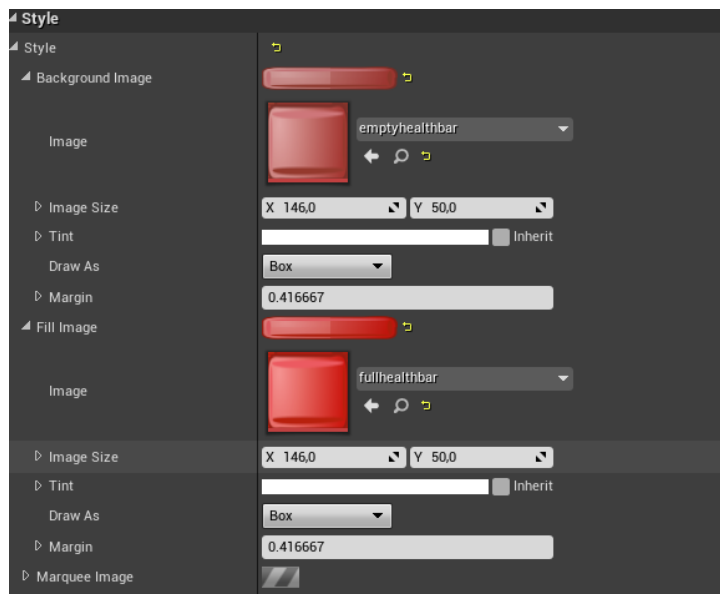 Style
Style
Background Image
Image
emptyhealthbar
Image Size
X 146,0 Y 50,0
Tint
Inherit
Draw As
Box
Margin
0.416667
Fill Image
Image
fullhealthbar
Image Size
X 146,0 Y 50,0
Tint
Inherit
Draw As
Box
Margin
0.416667
Marquee Image